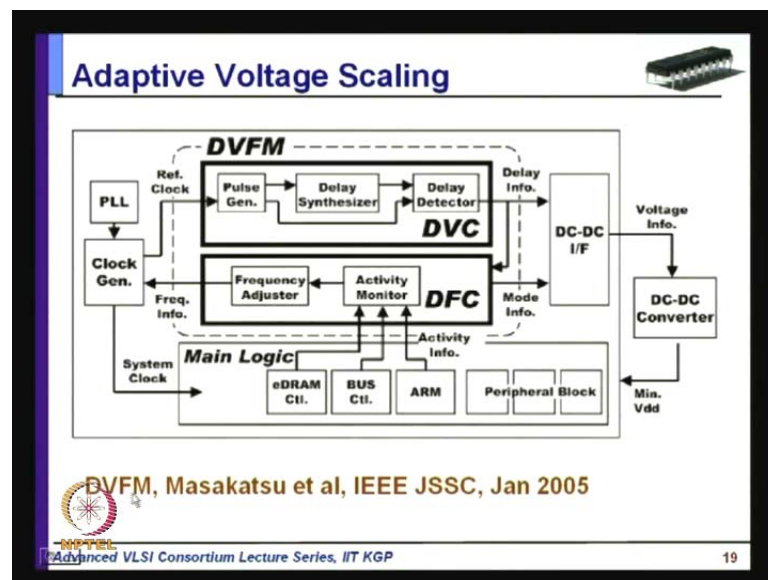 Adaptive Voltage Scaling
DVFM
Ref.
Clock
Pulse
Gen.
Delay
Synthesizer
Delay
Detector
Delay
Info.
DVC
PLL
Clock
Gen.
DC-DC
I/F
Voltage
Info.
DC-DC
Converter
Frequency
Adjuster
Activity
Monitor
DFC
Freq.
Info.
Mode
Info.
System
Clock
Main Logic
Activity
Info.
eDRAM
Ctl.
BUS
Ctl.
ARM
Peripheral Block
Min.
Vdd
DVFM, Masakatsu et al, IEEE JSSC, Jan 2005
NPTEL
Advanced VLSI Consortium Lecture Series, IIT KGP
19